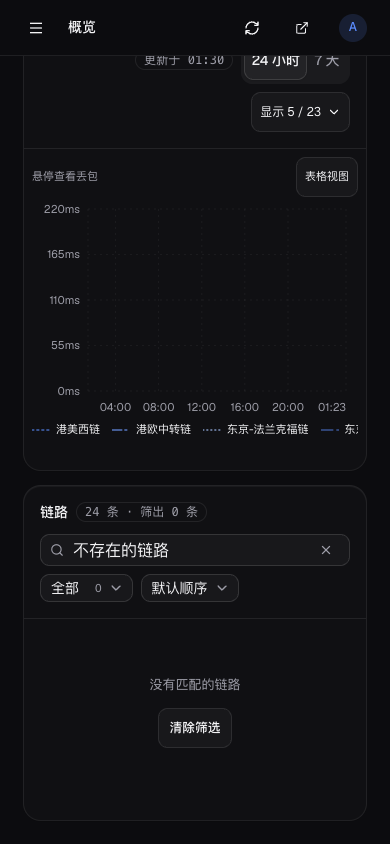 概览
A
更新于 01:30
24 小时
7 天
显示 5 / 23
悬停查看丢包
表格视图
220ms
165ms
110ms
55ms
0ms
04:00 08:00 12:00 16:00 20:00 01:23
港美西链 港欧中转链 东京-法兰克福链 东
链路
24 条 · 筛出 0 条
不存在的链路
全部 0
默认顺序
没有匹配的链路
清除筛选